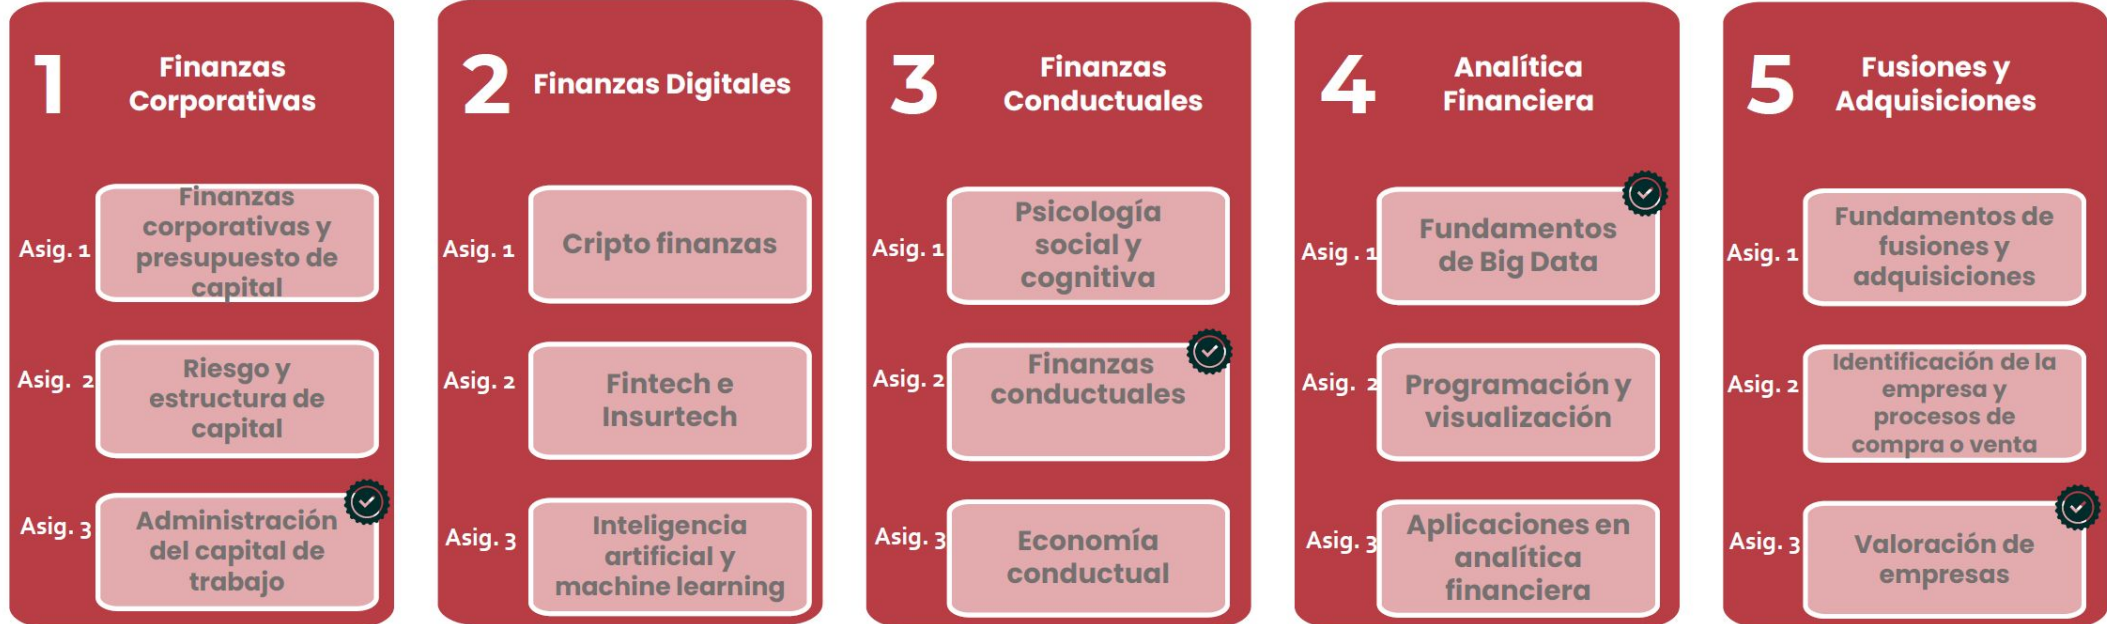 1
Finanzas
Corporativas
Asig. 1
Finanzas
corporativas y
presupuesto de
capital
Asig. 2
Riesgo y
estructura de
capital
Asig. 3
Administración
del capital de
trabajo
2
Finanzas Digitales
Asig. 1
Cripto finanzas
Asig. 2
Fintech e
Insurtech
Asig. 3
Inteligencia
artificial y
machine learning
3
Finanzas
Conductuales
Asig. 1
Psicología
social y
cognitiva
Asig. 2
Finanzas
conductuales
Asig. 3
Economía
conductual
4
Analítica
Financiera
Asig . 1
Fundamentos
de Big Data
Asig. 2
Programación y
visualización
Asig. 3
Aplicaciones en
analítica
financiera
5
Fusiones y
Adquisiciones
Asig. 1
Fundamentos de
fusiones y
adquisiciones
Asig. 2
Identificación de la
empresa y
procesos de
compra o venta
Asig. 3
Valoración de
empresas